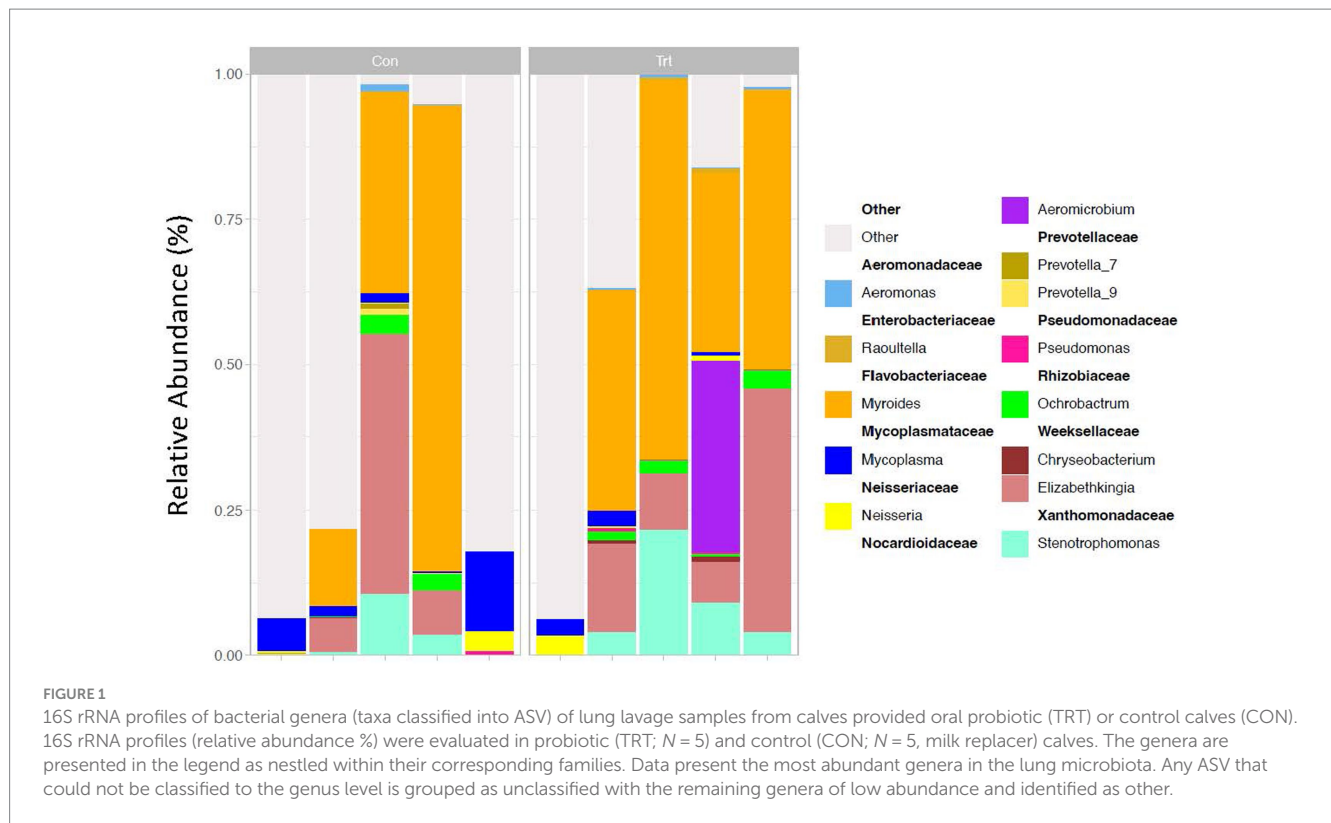 Con
Trt
1.00
0.75
0.50
0.25
0.00
Relative Abundance (%)
Other
Other
Aeromonadaceae
Aeromonas
Enterobacteriaceae
Raoultella
Flavobacteriaceae
Myroides
Mycoplasmataceae
Mycoplasma
Neisseriaceae
Neisseria
Nocardioidaceae
Aeromicrobium
Prevotellaceae
Prevotella_7
Prevotella_9
Pseudomonadaceae
Pseudomonas
Rhizobiaceae
Ochrobactrum
Weeksellaceae
Chryseobacterium
Elizabethkingia
Xanthomonadaceae
Stenotrophomonas
FIGURE 1
16S rRNA profiles of bacterial genera (taxa classified into ASV) of lung lavage samples from calves provided oral probiotic (TRT) or control calves (CON).
16S rRNA profiles (relative abundance %) were evaluated in probiotic (TRT; N = 5) and control (CON; N = 5, milk replacer) calves. The genera are
presented in the legend as nestled within their corresponding families. Data present the most abundant genera in the lung microbiota. Any ASV that
could not be classified to the genus level is grouped as unclassified with the remaining genera of low abundance and identified as other.